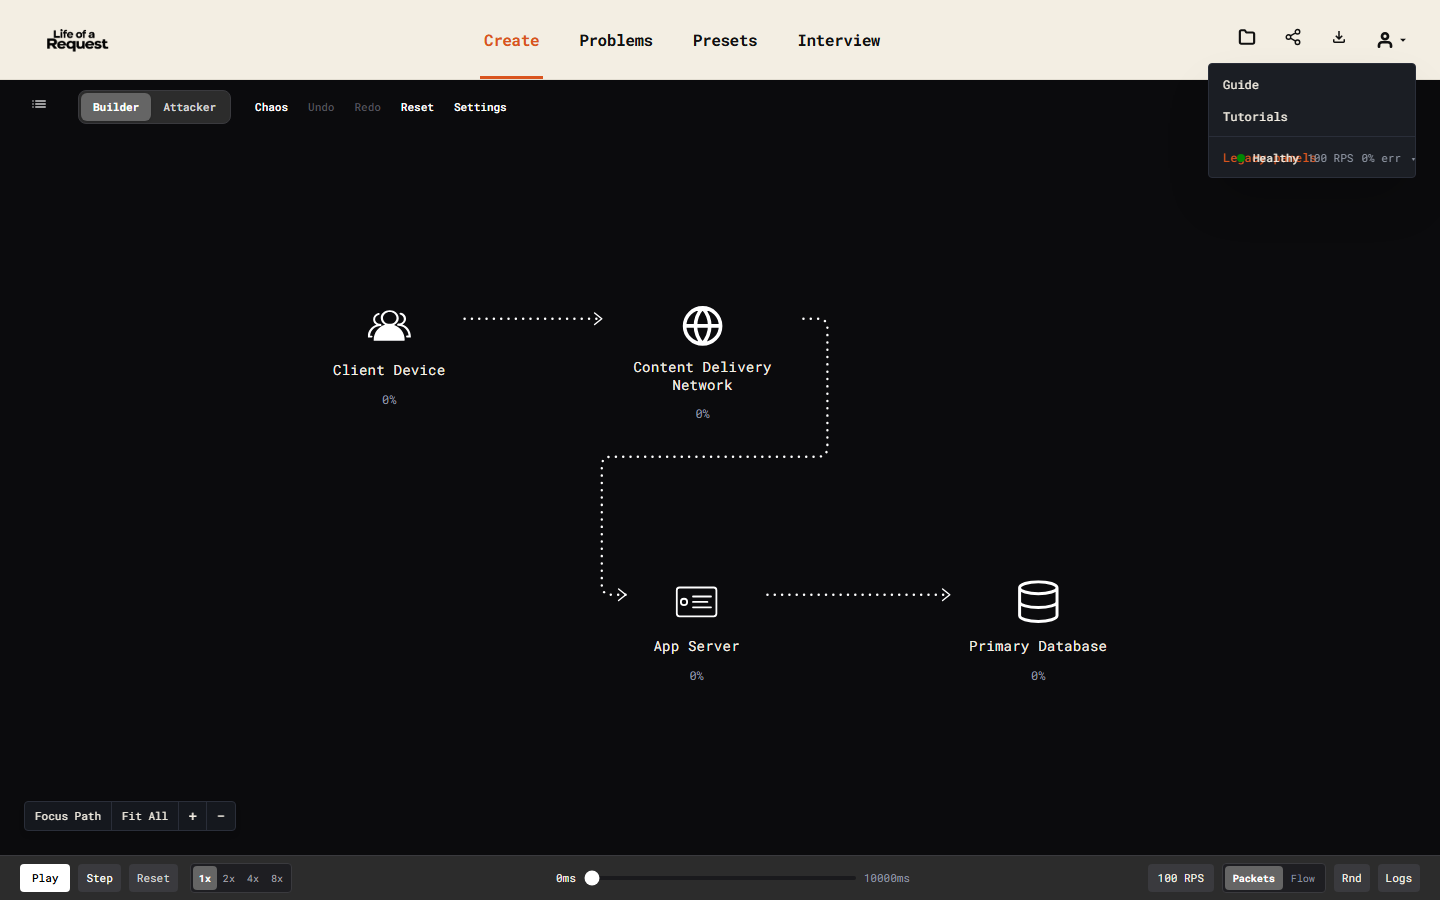 Life of a
Request
Create
Problems
Presets
Interview
Guide
Tutorials
Legacy panels
Healthy 100 RPS 0% err
Builder
Attacker
Chaos
Undo
Redo
Reset
Settings
Client Device
0%
Content Delivery
Network
0%
App Server
0%
Primary Database
0%
Focus Path
Fit All
+
-
Play
Step
Reset
1x
2x
4x
8x
0ms
10000ms
100 RPS
Packets
Flow
Rnd
Logs